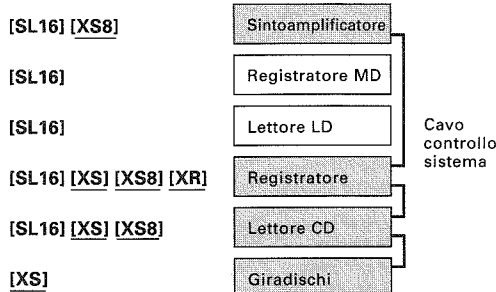 [SL16] [XS8] Sintoamplificatore
[SL16] Registratore MD
[SL16] Lettore LD
Cavo
controllo
sistema
[SL16] [XS] [XS8] [XR] Registratore
[SL16] [XS] [XS8] Lettore CD
[XS] Giradischi